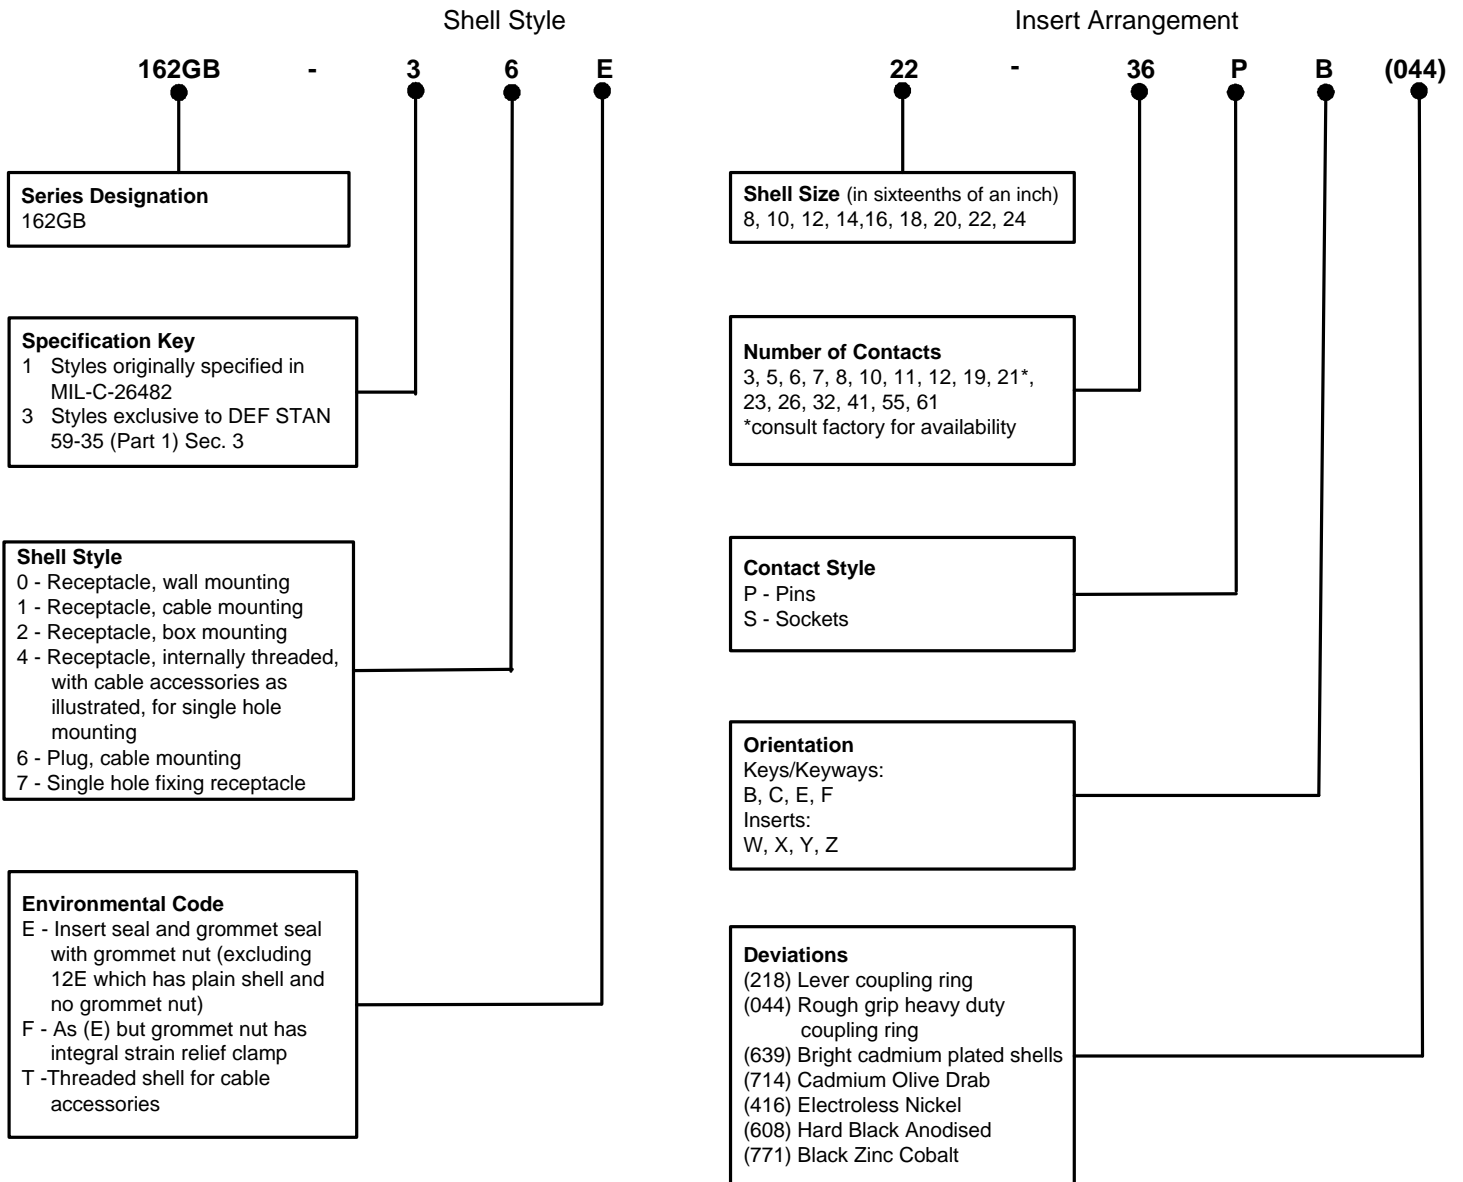 Shell Style
Insert Arrangement
162GB - 3 6 E
22 - 36 P B (044)
Series Designation
162GB
Specification Key
1 Styles originally specified in
MIL-C-26482
3 Styles exclusive to DEF STAN
59-35 (Part 1) Sec. 3
Shell Style
0 - Receptacle, wall mounting
1 - Receptacle, cable mounting
2 - Receptacle, box mounting
4 - Receptacle, internally threaded,
with cable accessories as
illustrated, for single hole
mounting
6 - Plug, cable mounting
7 - Single hole fixing receptacle
Environmental Code
E - Insert seal and grommet seal
with grommet nut (excluding
12E which has plain shell and
no grommet nut)
F - As (E) but grommet nut has
integral strain relief clamp
T -Threaded shell for cable
accessories
Shell Size (in sixteenths of an inch)
8, 10, 12, 14,16, 18, 20, 22, 24
Number of Contacts
3, 5, 6, 7, 8, 10, 11, 12, 19, 21*,
23, 26, 32, 41, 55, 61
*consult factory for availability
Contact Style
P - Pins
S - Sockets
Orientation
Keys/Keyways:
B, C, E, F
Inserts:
W, X, Y, Z
Deviations
(218) Lever coupling ring
(044) Rough grip heavy duty
coupling ring
(639) Bright cadmium plated shells
(714) Cadmium Olive Drab
(416) Electroless Nickel
(608) Hard Black Anodised
(771) Black Zinc Cobalt